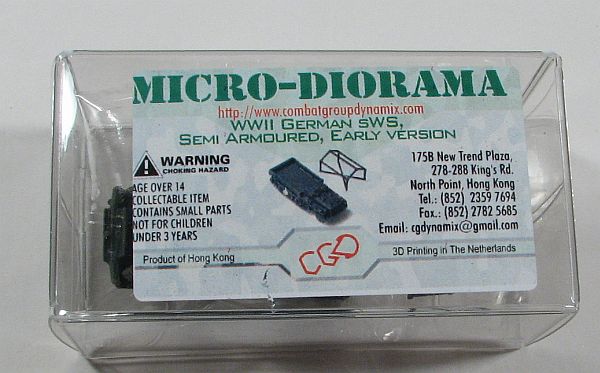 MICRO-DIORAMA
http://www.combatgroupdynamix.com
WWII GERMAN SWS,
SEMI ARMOURED, EARLY VERSION
WARNING
CHOKING HAZARD
AGE OVER 14
COLLECTABLE ITEM
CONTAINS SMALL PARTS
NOT FOR CHILDREN
UNDER 3 YEARS
175B New Trend Plaza,
278-288 King's Rd.
North Point, Hong Kong
Tel.: (852) 2359 7694
Fax.: (852) 2782 5685
Email: cgdynamix@gmail.com
Product of Hong Kong
CGD
3D Printing in The Netherlands